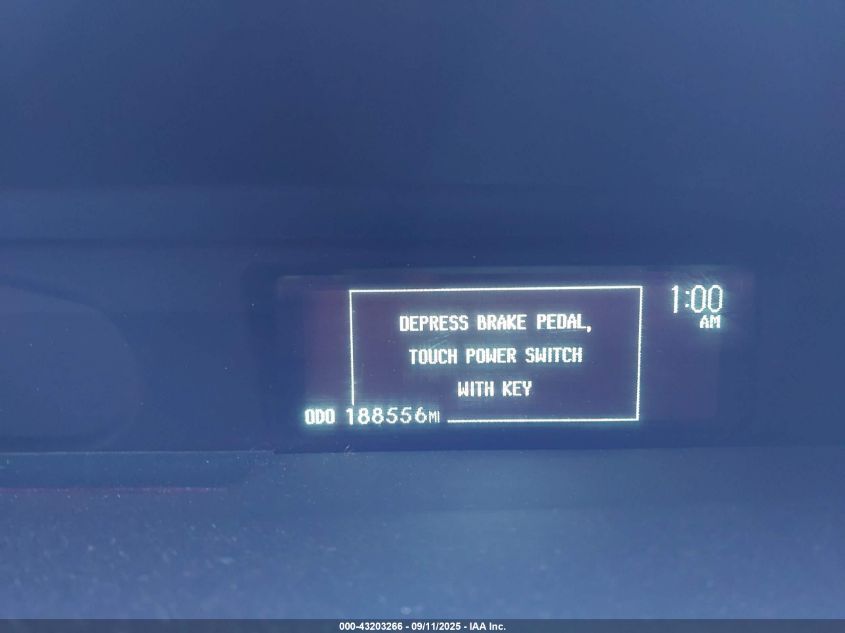 1:00
AM
DEPRESS BRAKE PEDAL,
TOUCH POWER SWITCH
WITH KEY
ODO 188556MI
000-43203266 - 09/11/2025 - IAA Inc.